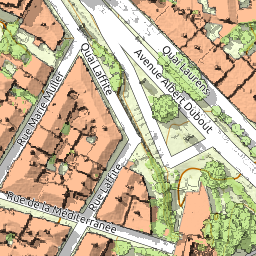 Quai Laffite
Avenue Albert Dubout
Quai Laurens
Rue Marie Muller
Rue Laffite
Rue de la Méditerranée